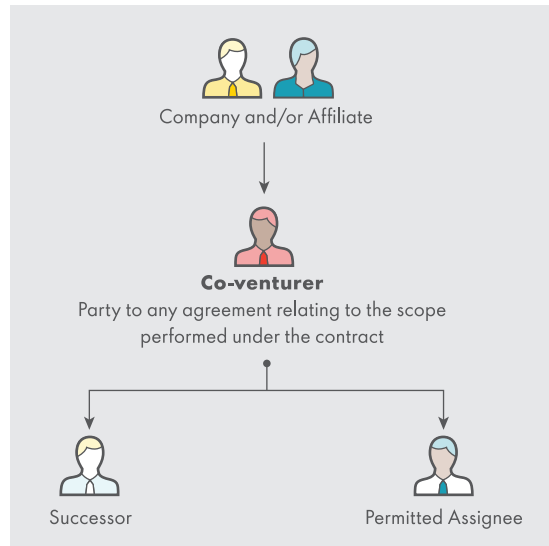 Company and/or Affiliate
Co-venturer
Party to any agreement relating to the scope
performed under the contract
Successor
Permitted Assignee